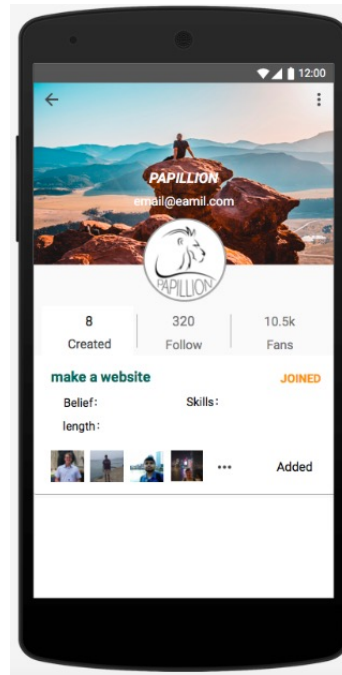 12:00
PAPILLION
email@eamil.com
PAPILLION
8 320 10.5k
Created Follow Fans
make a website JOINED
Belief: Skills:
length:
... Added